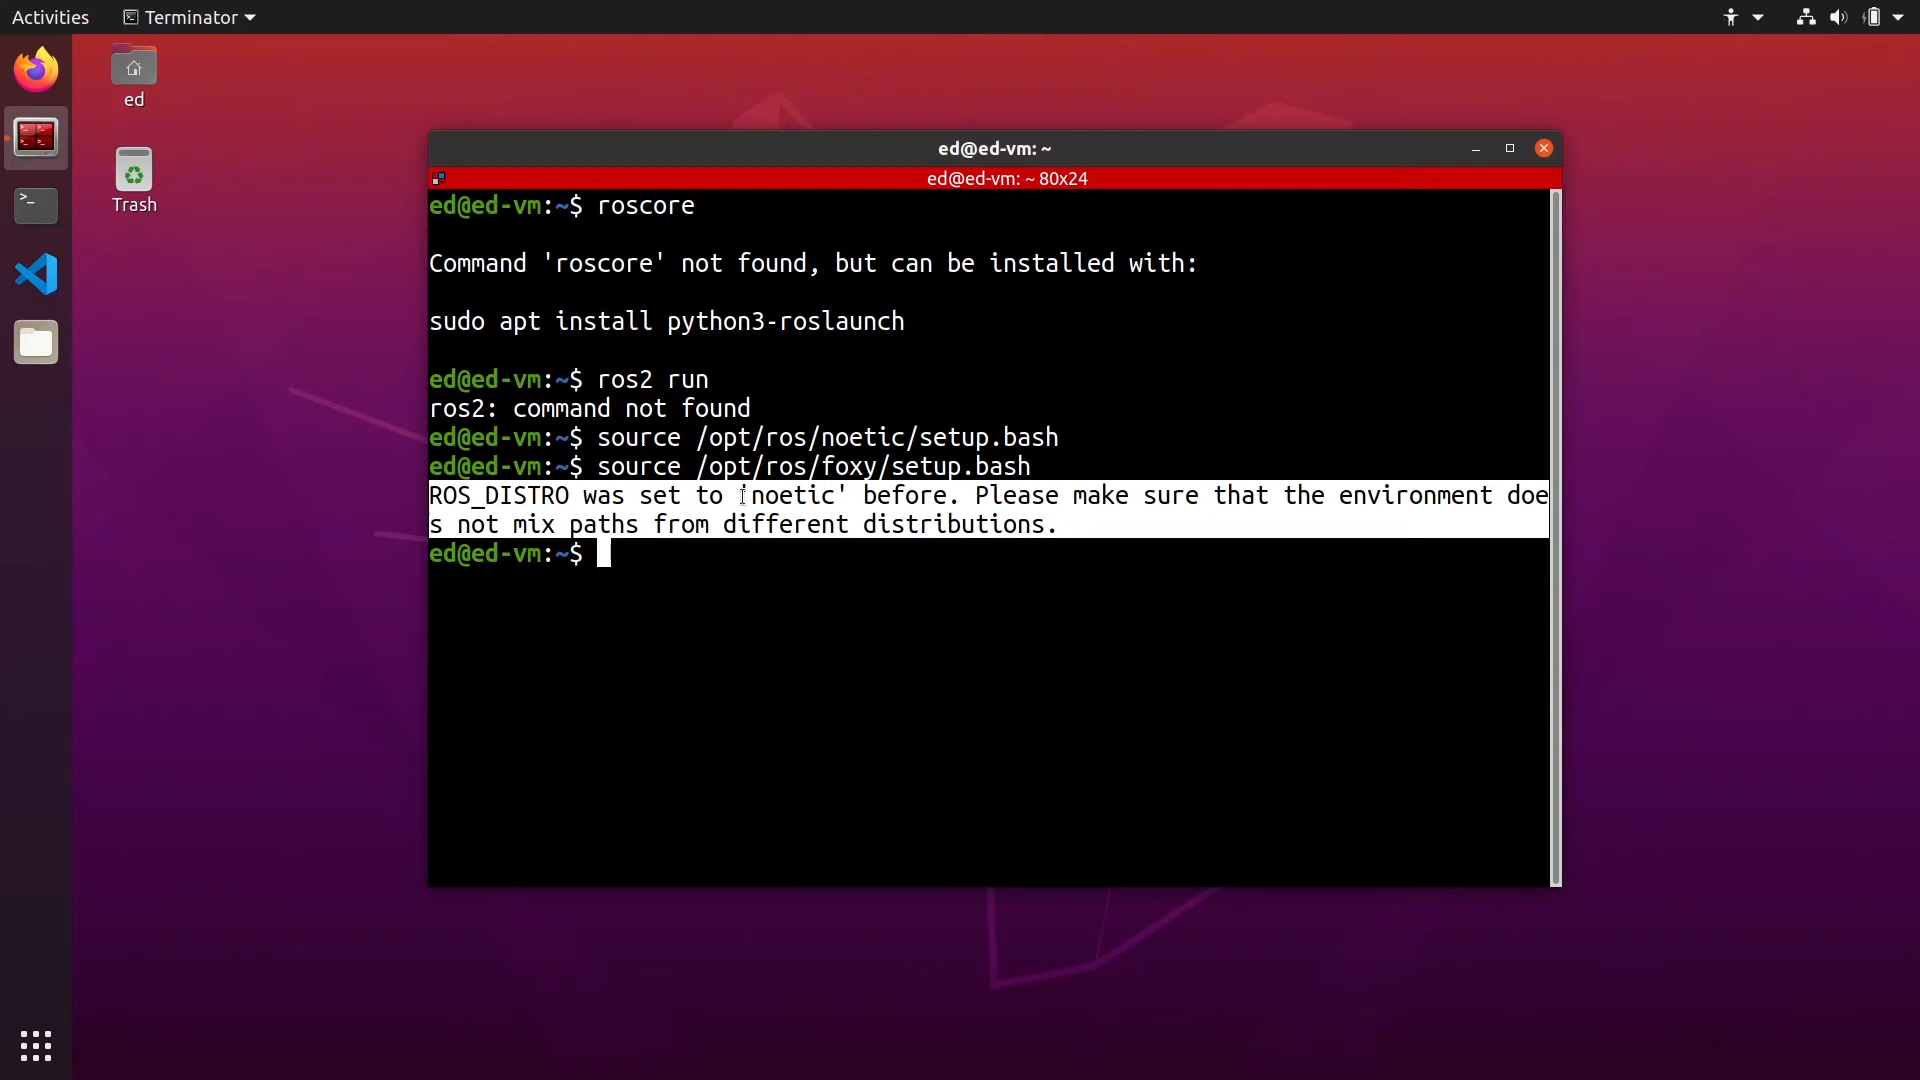 Activities
Terminator
ed
Trash
ed@ed-vm: ~
ed@ed-vm: ~ 80x24
ed@ed-vm:~$ roscore
Command 'roscore' not found, but can be installed with:
sudo apt install python3-roslaunch
ed@ed-vm:~$ ros2 run
ros2: command not found
ed@ed-vm:~$ source /opt/ros/noetic/setup.bash
ed@ed-vm:~$ source /opt/ros/foxy/setup.bash
ROS_DISTRO was set to 'noetic' before. Please make sure that the environment doe
s not mix paths from different distributions.
ed@ed-vm:~$